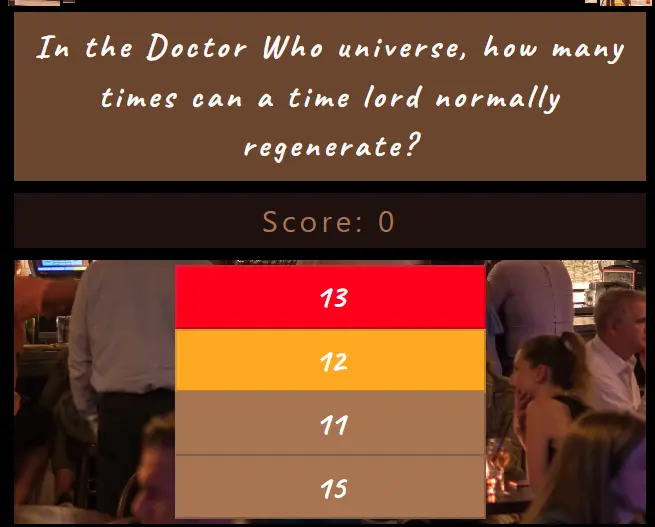 In the Doctor Who universe, how many
times can a time lord normally
regenerate?
Score: 0
13
12
11
15